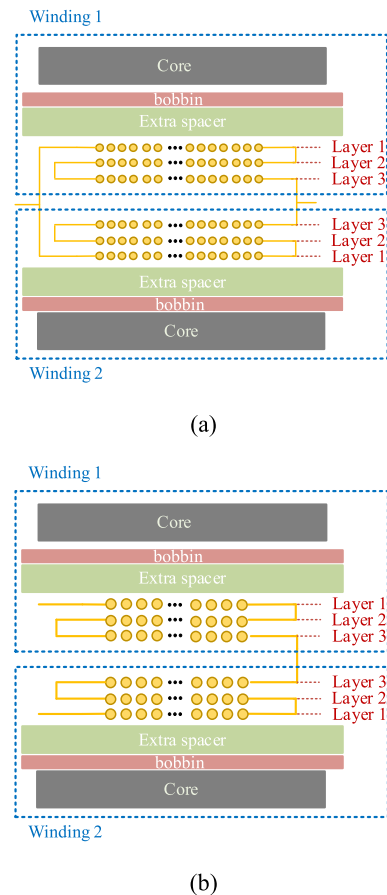 Winding 1
Core
bobbin
Extra spacer
Layer 1
Layer 2
Layer 3
Layer 3
Layer 2
Layer 1
Extra spacer
bobbin
Core
Winding 2
(a)
Winding 1
Core
bobbin
Extra spacer
Layer 1
Layer 2
Layer 3
Layer 3
Layer 2
Layer 1
Extra spacer
bobbin
Core
Winding 2
(b)